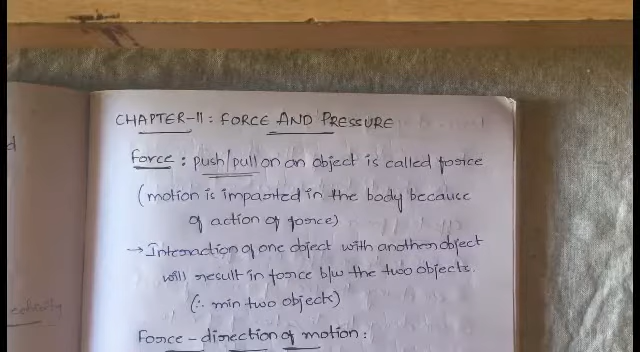 CHAPTER-11: FORCE AND PRESSURE
Force: push/pull on an object is called force
(motion is imparted in the body because
of action of force)
→ Interaction of one object with another object
will result in force b/w the two objects.
(∴ min two objects)
Force - direction of motion: